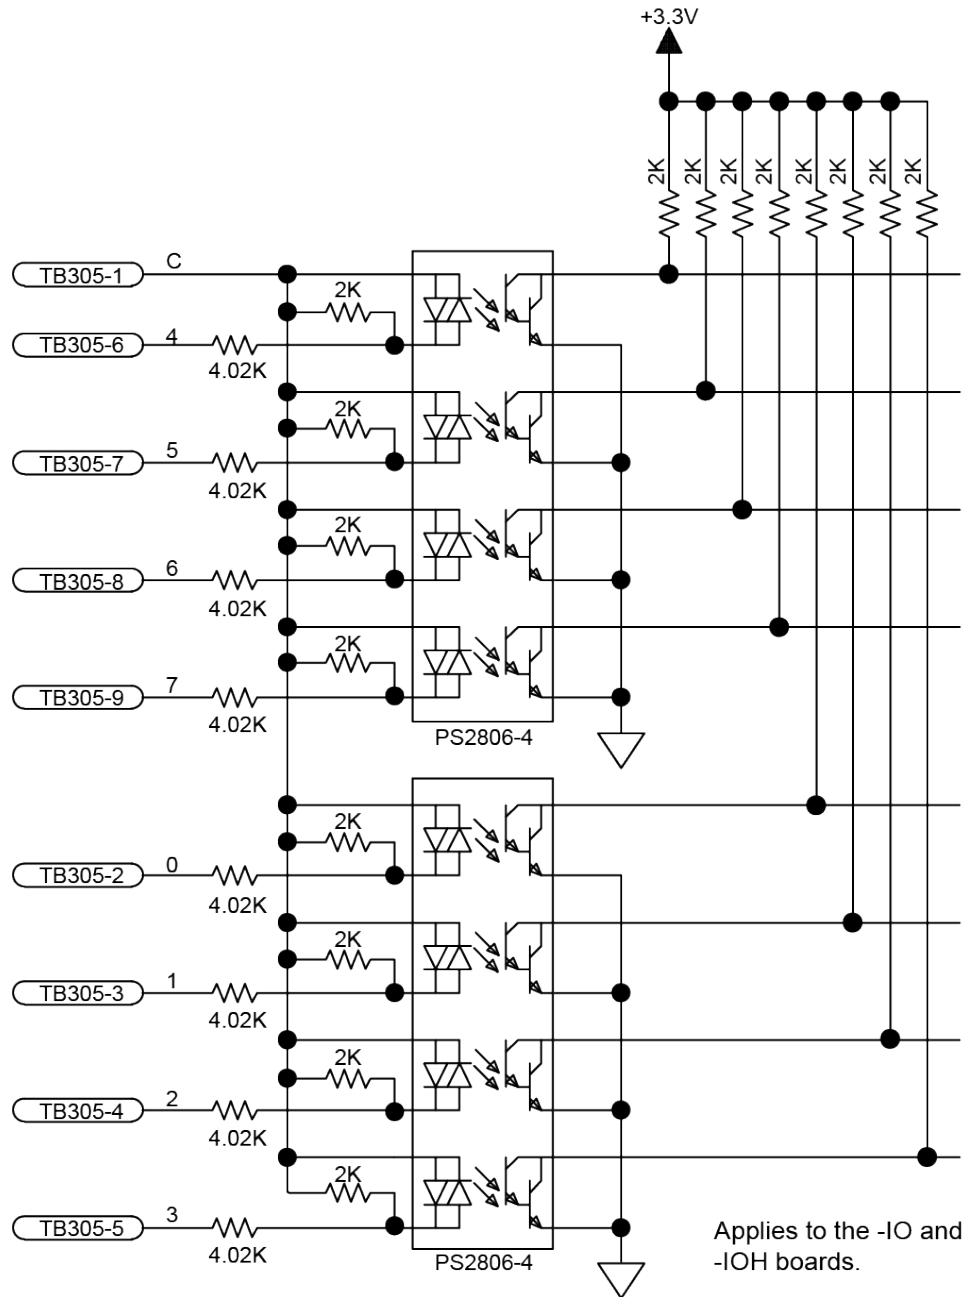 +3.3V
2K 2K 2K 2K 2K 2K 2K 2K
TB305-1 C
2K
TB305-6 4
4.02K
2K
TB305-7 5
4.02K
2K
TB305-8 6
4.02K
2K
TB305-9 7
4.02K
PS2806-4
2K
TB305-2 0
4.02K
2K
TB305-3 1
4.02K
2K
TB305-4 2
4.02K
2K
TB305-5 3
4.02K
PS2806-4
Applies to the -IO and
-IOH boards.